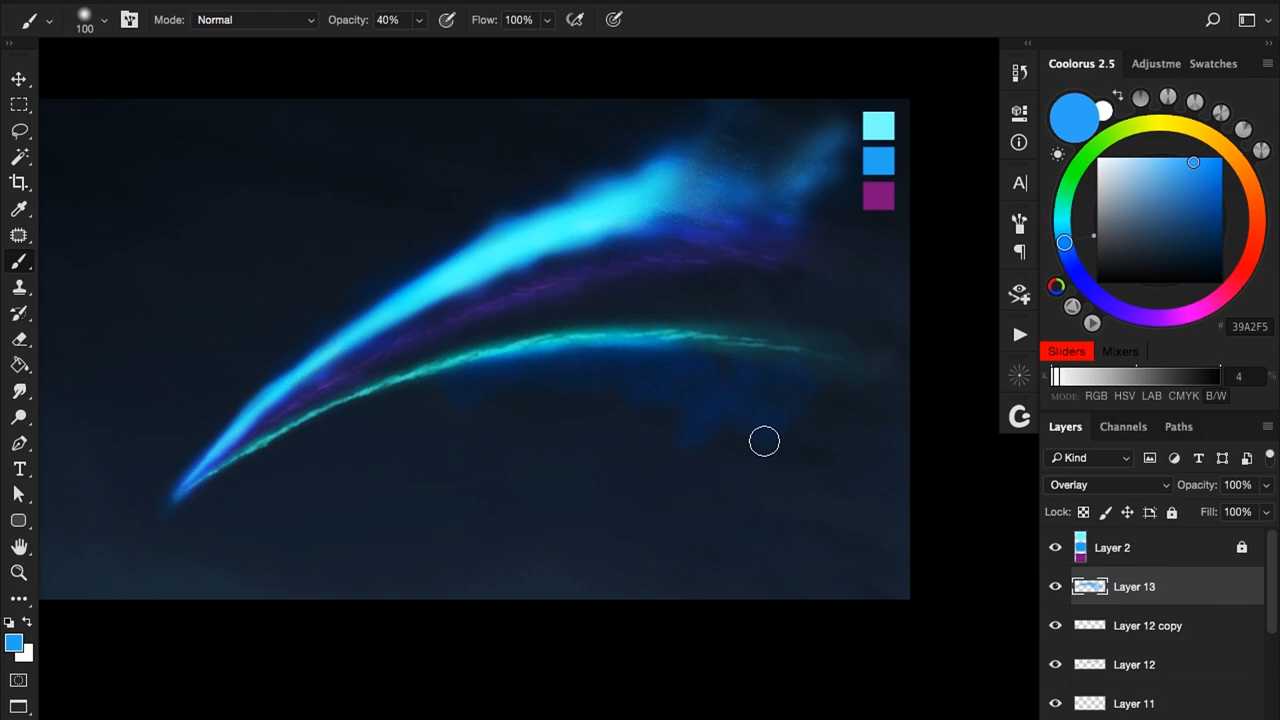 100
Mode: Normal
Opacity: 40%
Flow: 100%
Coolorus 2.5 Adjustme Swatches
# 39A2F5
Sliders Mixers
K 4 %
MODE: RGB HSV LAB CMYK B/W
Layers Channels Paths
Kind
Overlay Opacity: 100%
Lock: Fill: 100%
Layer 2
Layer 13
Layer 12 copy
Layer 12
Layer 11